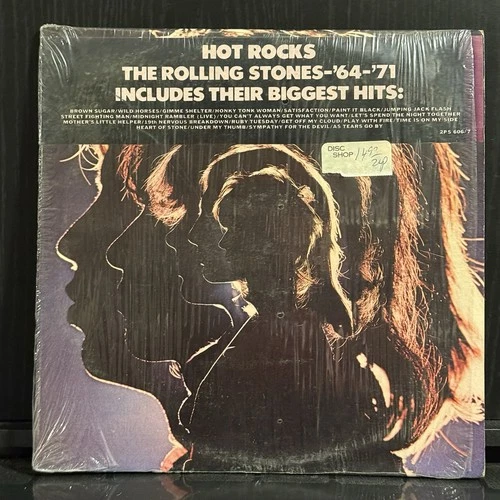 HOT ROCKS
THE ROLLING STONES-'64-'71
!NCLUDES THEIR BIGGEST HITS:
BROWN SUGAR/WILD HORSES/GIMME SHELTER/HONKY TONK WOMAN/SATISFACTION/PAINT IT BLACK/JUMPING JACK FLASH
STREET FIGHTING MAN/MIDNIGHT RAMBLER (LIVE)/YOU CAN'T ALWAYS GET WHAT YOU WANT/LET'S SPEND THE NIGHT TOGETHER
MOTHER'S LITTLE HELPER/19th NERVOUS BREAKDOWN/RUBY TUESDAY/GET OFF MY CLOUD/PLAY WITH FIRE/TIME IS ON MY SIDE
HEART OF STONE/UNDER MY THUMB/SYMPATHY FOR THE DEVIL/AS TEARS GO BY
2PS 606/7
DISC
SHOP